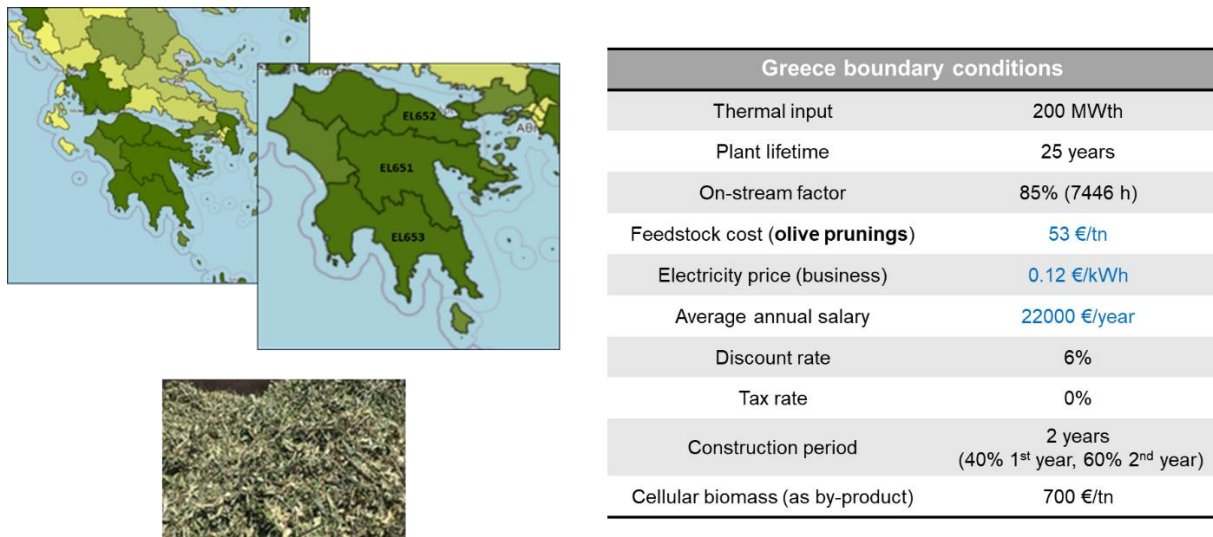 EL652
Αθή
EL651
EL653
Greece boundary conditions
Thermal input 200 MWth
Plant lifetime 25 years
On-stream factor 85% (7446 h)
Feedstock cost (olive prunings) 53 €/tn
Electricity price (business) 0.12 €/kWh
Average annual salary 22000 €/year
Discount rate 6%
Tax rate 0%
Construction period 2 years
(40% 1st year, 60% 2nd year)
Cellular biomass (as by-product) 700 €/tn